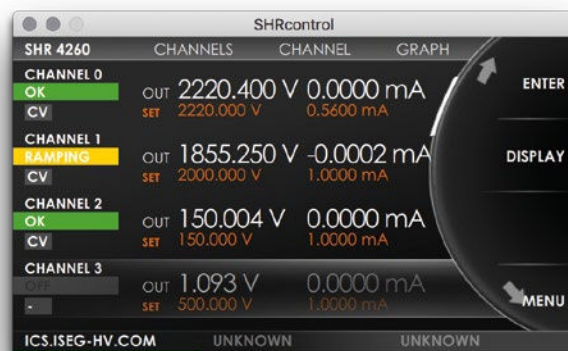 SHRcontrol
SHR 4260 CHANNELS CHANNEL GRAPH
CHANNEL 0
OK OUT 2220.400 V 0.0000 mA
CV SET 2220.000 V 0.5600 mA
ENTER
CHANNEL 1
RAMPING OUT 1855.250 V -0.0002 mA
CV SET 2000.000 V 1.0000 mA
DISPLAY
CHANNEL 2
OK OUT 150.004 V 0.0000 mA
CV SET 150.000 V 1.0000 mA
CHANNEL 3
OFF OUT 1.093 V 0.0000 mA
- SET 500.000 V 1.0000 mA
MENU
ICS.ISEG-HV.COM UNKNOWN UNKNOWN